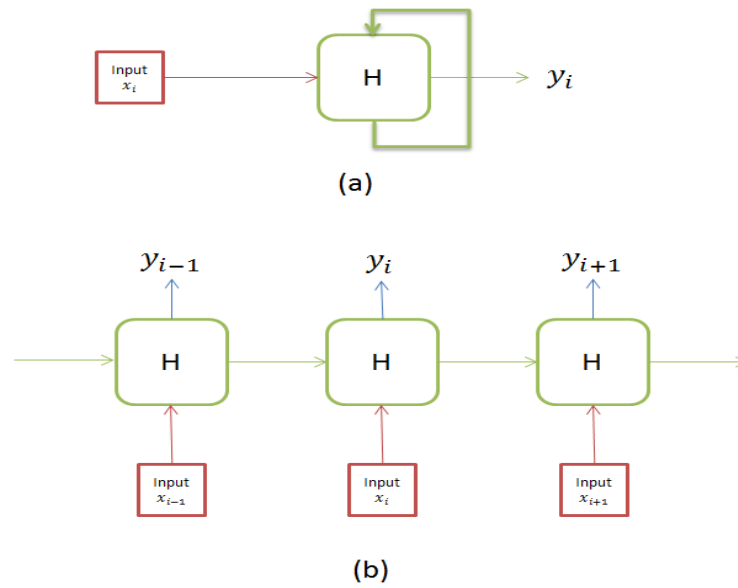 Input
x_i
H
y_i
(a)
y_{i-1}
y_i
y_{i+1}
H
H
H
Input
x_{i-1}
Input
x_i
Input
x_{i+1}
(b)